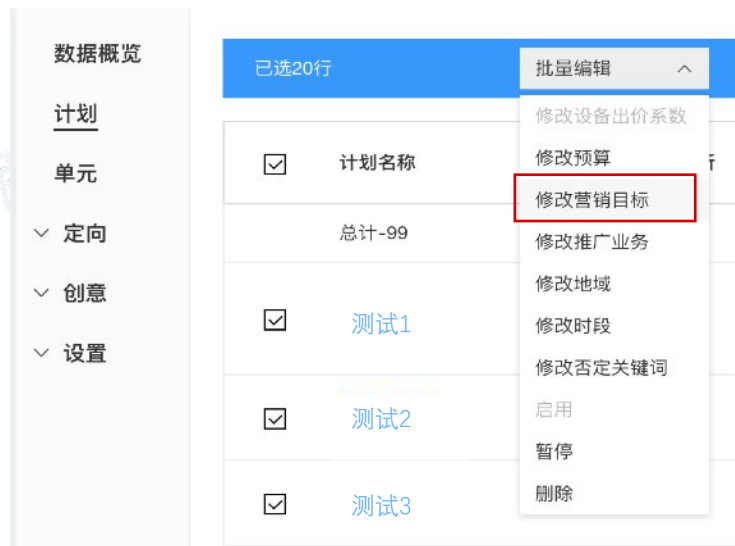 数据概览
计划
单元
定向
创意
设置
已选20行
批量编辑
修改设备出价系数
修改预算
修改营销目标
修改推广业务
修改地域
修改时段
修改否定关键词
启用
暂停
删除
计划名称
总计-99
测试1
测试2
测试3